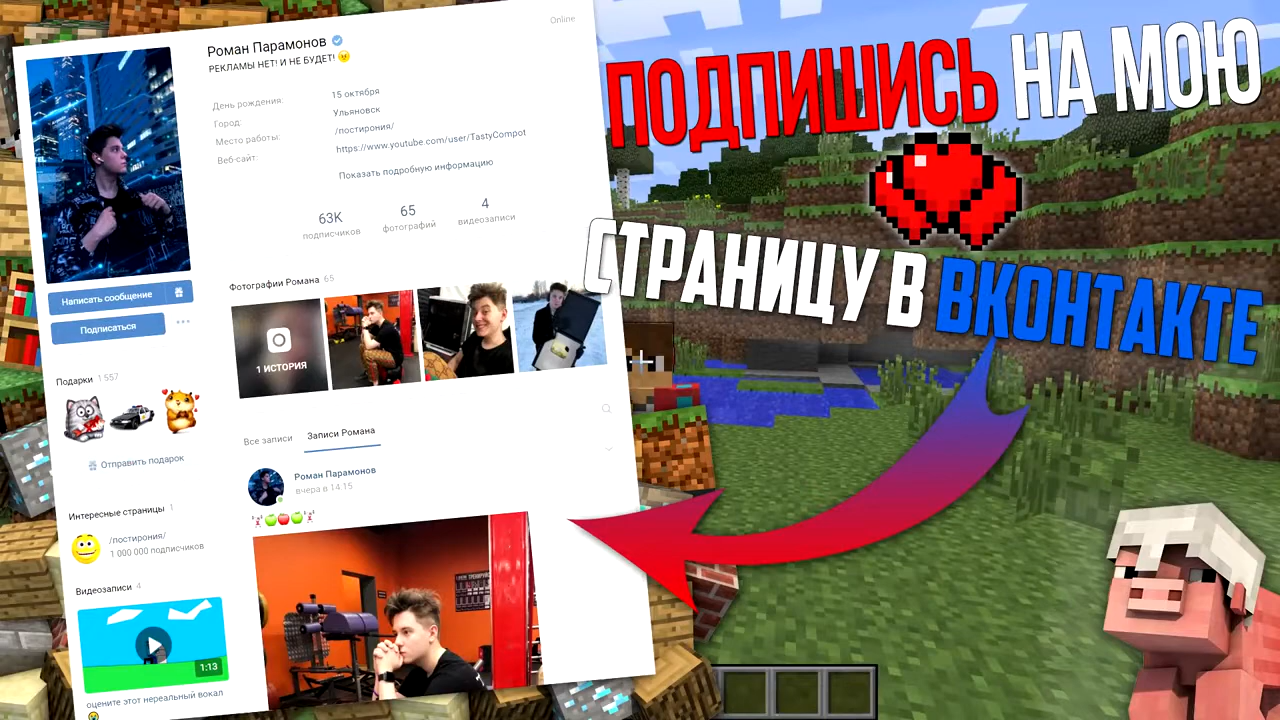 Роман Парамонов
Online
РЕКЛАМЫ НЕТ! И НЕ БУДЕТ!
День рождения: 15 октября
Город: Ульяновск
Место работы: /постирония/
Веб-сайт: https://www.youtube.com/user/TastyCompot
Показать подробную информацию
63K 65 4
подписчиков фотографий видеозаписи
Написать сообщение
Подписаться
Фотографии Романа 65
1 ИСТОРИЯ
Подарки 1 557
Отправить подарок
Все записи Записи Романа
Роман Парамонов
вчера в 14:15
Интересные страницы 1
/постирония/
1 000 000 подписчиков
Видеозаписи 4
1:13
оцените этот нереальный вокал
ПОДПИШИСЬ НА МОЮ
СТРАНИЦУ В ВКОНТАКТЕ